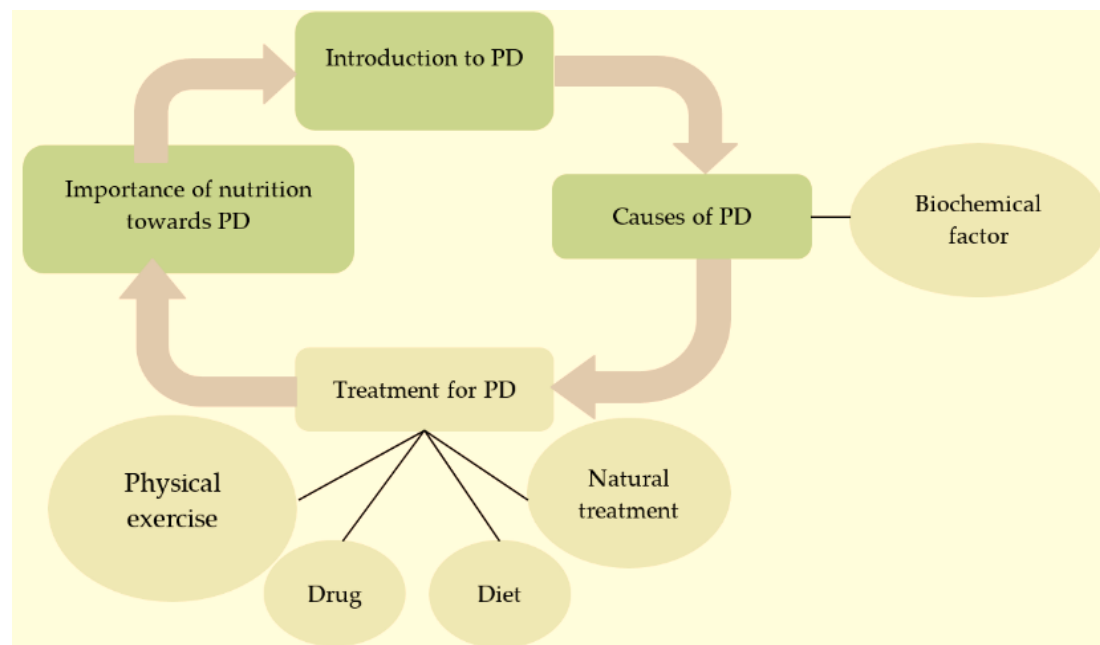 Introduction to PD
Importance of nutrition
towards PD
Causes of PD
Biochemical
factor
Treatment for PD
Physical
exercise
Natural
treatment
Drug
Diet